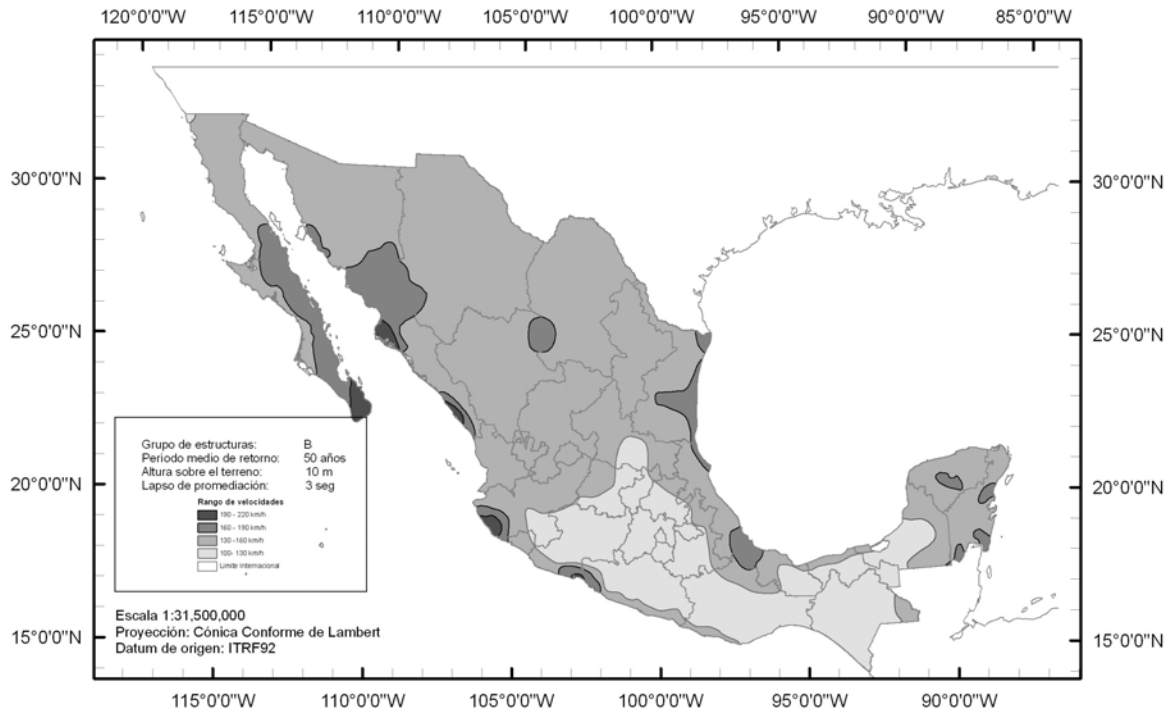 120°0'0"W 115°0'0"W 110°0'0"W 105°0'0"W 100°0'0"W 95°0'0"W 90°0'0"W 85°0'0"W
30°0'0"N 30°0'0"N
25°0'0"N 25°0'0"N
20°0'0"N 20°0'0"N
15°0'0"N 15°0'0"N
Grupo de estructuras: B
Periodo medio de retorno: 50 años
Altura sobre el terreno: 10 m
Lapso de promediación: 3 seg
Rango de velocidades
190 - 220 km/h
160 - 190 km/h
130 -160 km/h
100- 130 km/h
Limite Internacional
Escala 1:31,500,000
Proyección: Cónica Conforme de Lambert
Datum de origen: ITRF92
115°0'0"W 110°0'0"W 105°0'0"W 100°0'0"W 95°0'0"W 90°0'0"W